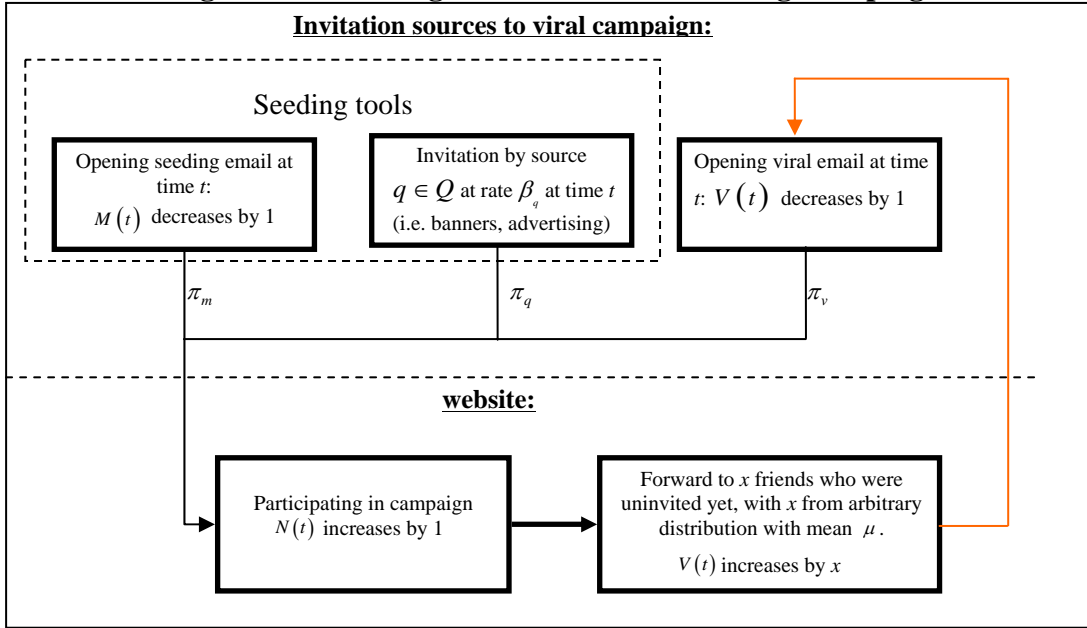 Invitation sources to viral campaign:
Seeding tools
Opening seeding email at
time t:
M(t) decreases by 1
Invitation by source
q ∈ Q at rate β_q at time t
(i.e. banners, advertising)
Opening viral email at time
t: V(t) decreases by 1
π_m
π_q
π_v
website:
Participating in campaign
N(t) increases by 1
Forward to x friends who were
uninvited yet, with x from arbitrary
distribution with mean μ.
V(t) increases by x